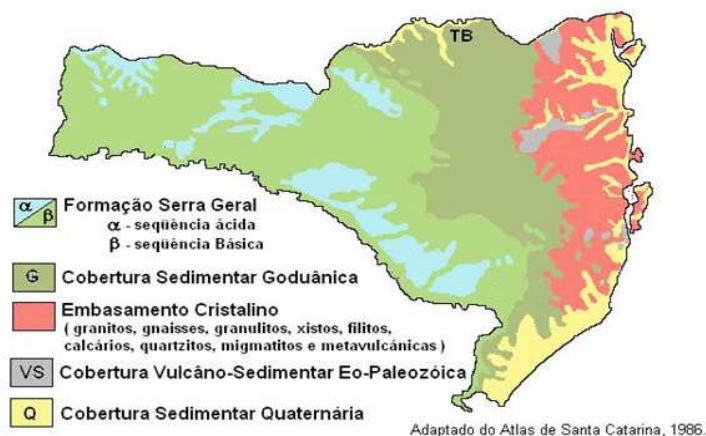 TB
α
β
Formação Serra Geral
α - seqüência ácida
β - seqüência Básica
G
Cobertura Sedimentar Goduânica
Embasamento Cristalino
( granitos, gnaisses, granulitos, xistos, filitos,
calcários, quartzitos, migmatitos e metavulcánicas )
VS
Cobertura Vulcâno-Sedimentar Eo-Paleozóica
Q
Cobertura Sedimentar Quaternária
Adaptado do Atlas de Santa Catarina, 1986.